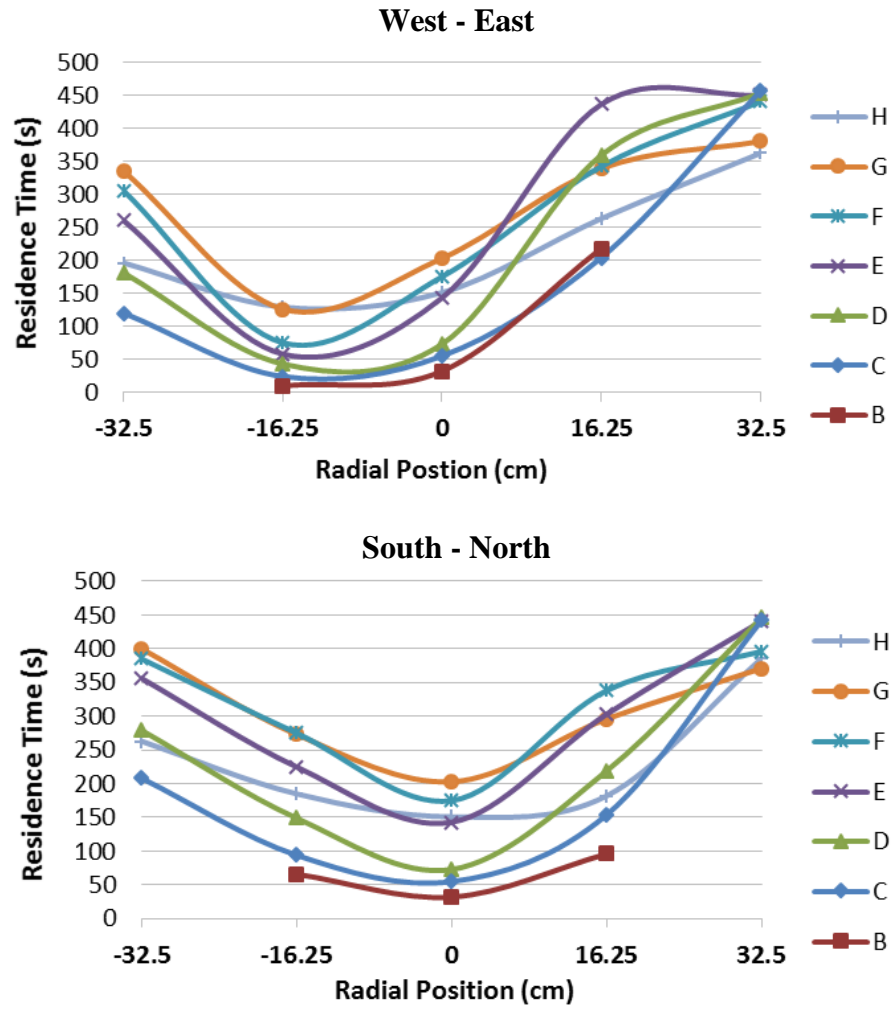 West - East
500
450
400
350
300
250
200
150
100
50
0
Residence Time (s)
-32.5 -16.25 0 16.25 32.5
Radial Postion (cm)
H
G
F
E
D
C
B
South - North
500
450
400
350
300
250
200
150
100
50
0
Residence Time (s)
-32.5 -16.25 0 16.25 32.5
Radial Position (cm)
H
G
F
E
D
C
B